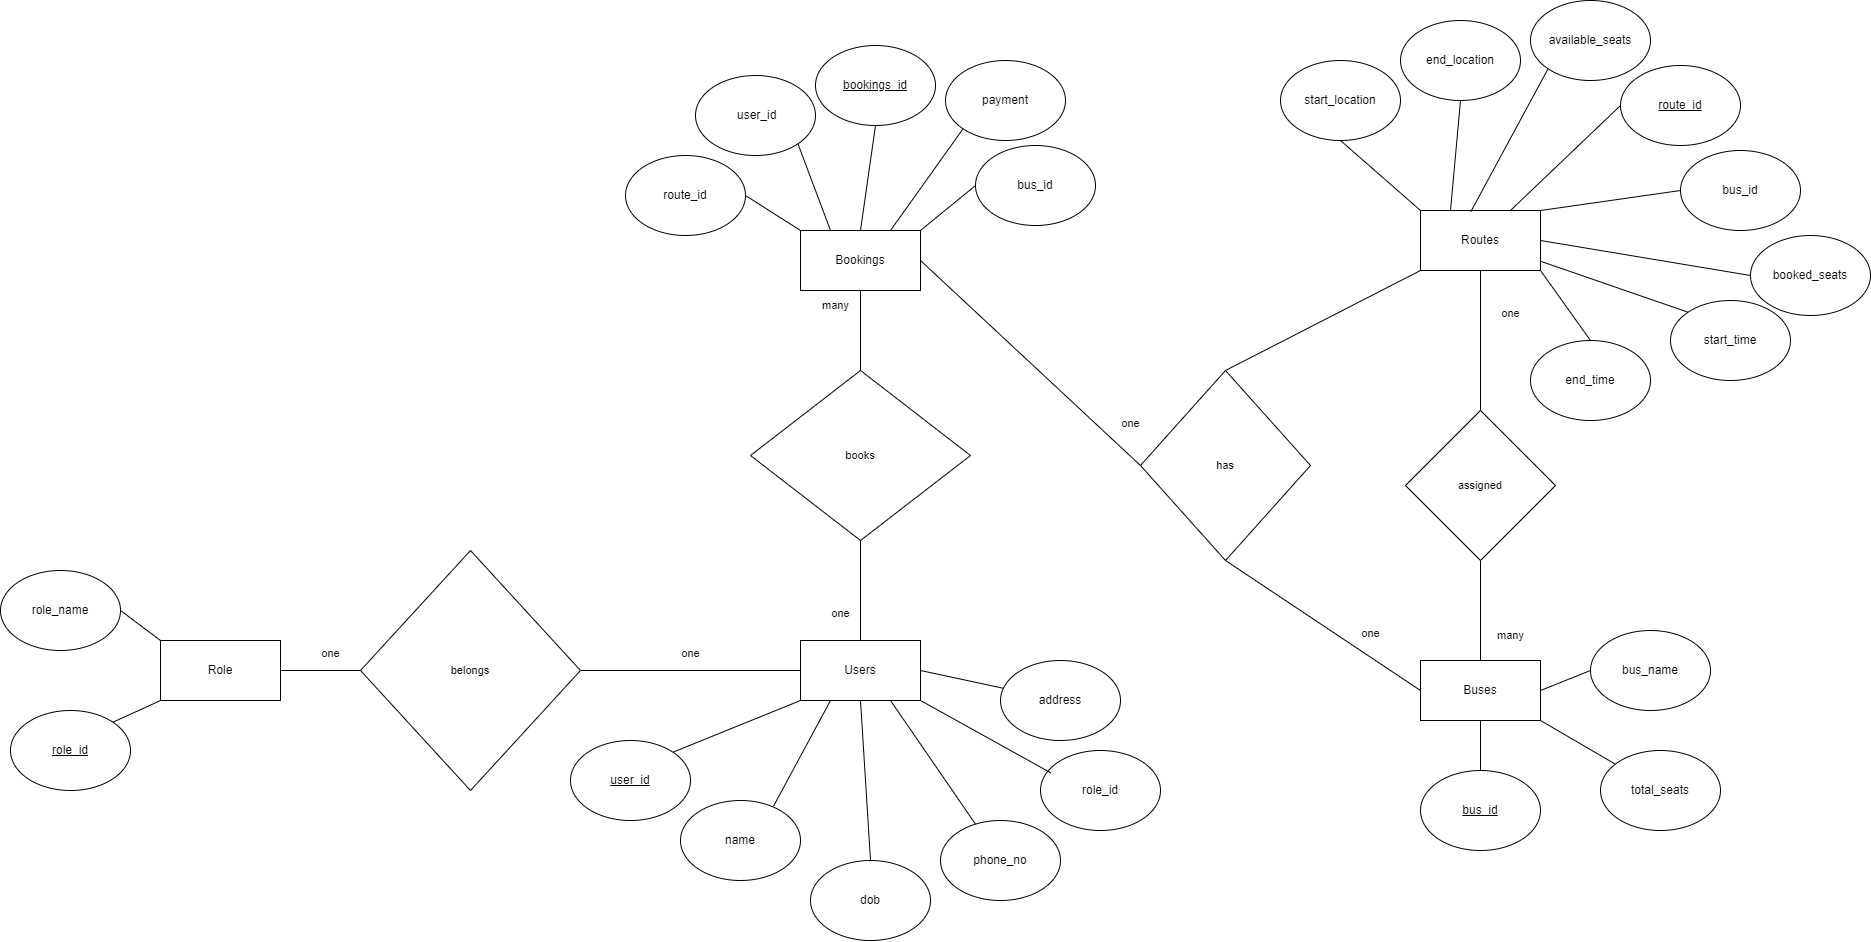 available_seats
end_location
bookings_id
start_location
payment
route_id
user_id
bus_id
bus_id
route_id
Routes
Bookings
booked_seats
many
one
start_time
end_time
one
books
has
assigned
role_name
one
one
many
one
one
Role
belongs
Users
bus_name
Buses
address
role_id
user_id
role_id
total_seats
bus_id
name
phone_no
dob